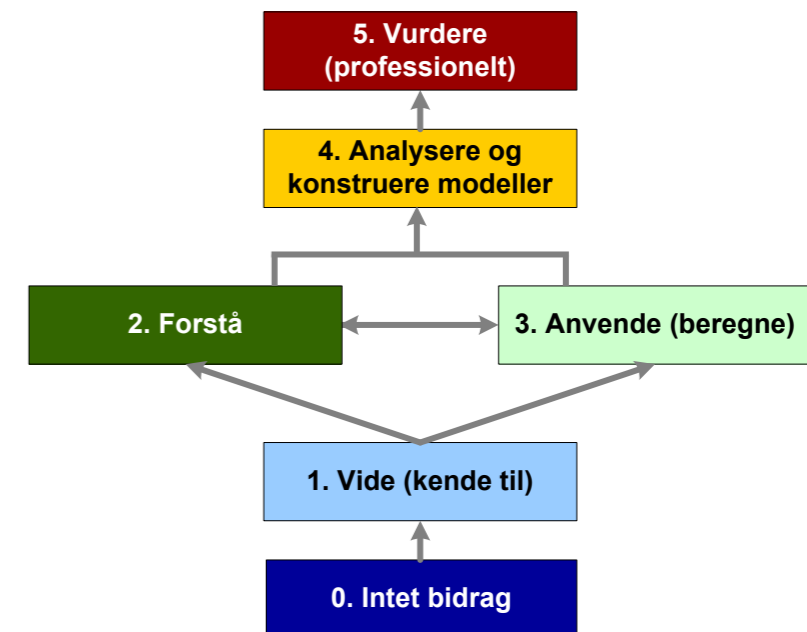 5. Vurdere
(professionelt)
4. Analysere og
konstruere modeller
2. Forstå
3. Anvende (beregne)
1. Vide (kende til)
0. Intet bidrag